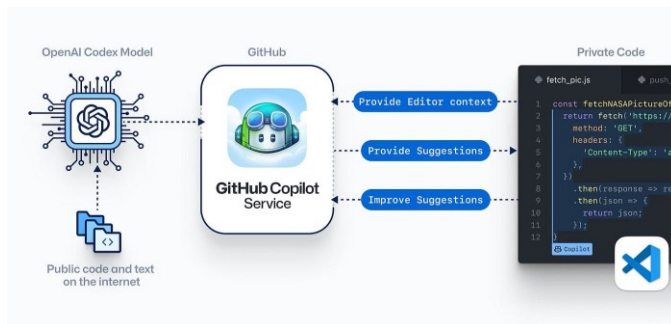 OpenAI Codex Model
GitHub
Private Code
fetch_pic.js
push_
Provide Editor context
Provide Suggestions
Improve Suggestions
GitHub Copilot
Service
Public code and text
on the internet
1 const fetchNASAPictureOf
2 return fetch('https://
3 method: 'GET',
4 headers: {
5 'Content-Type': 'a
6 },
7 })
8 .then(response => re
9 .then(json => {
10 return json;
11 });
12 }
Copilot